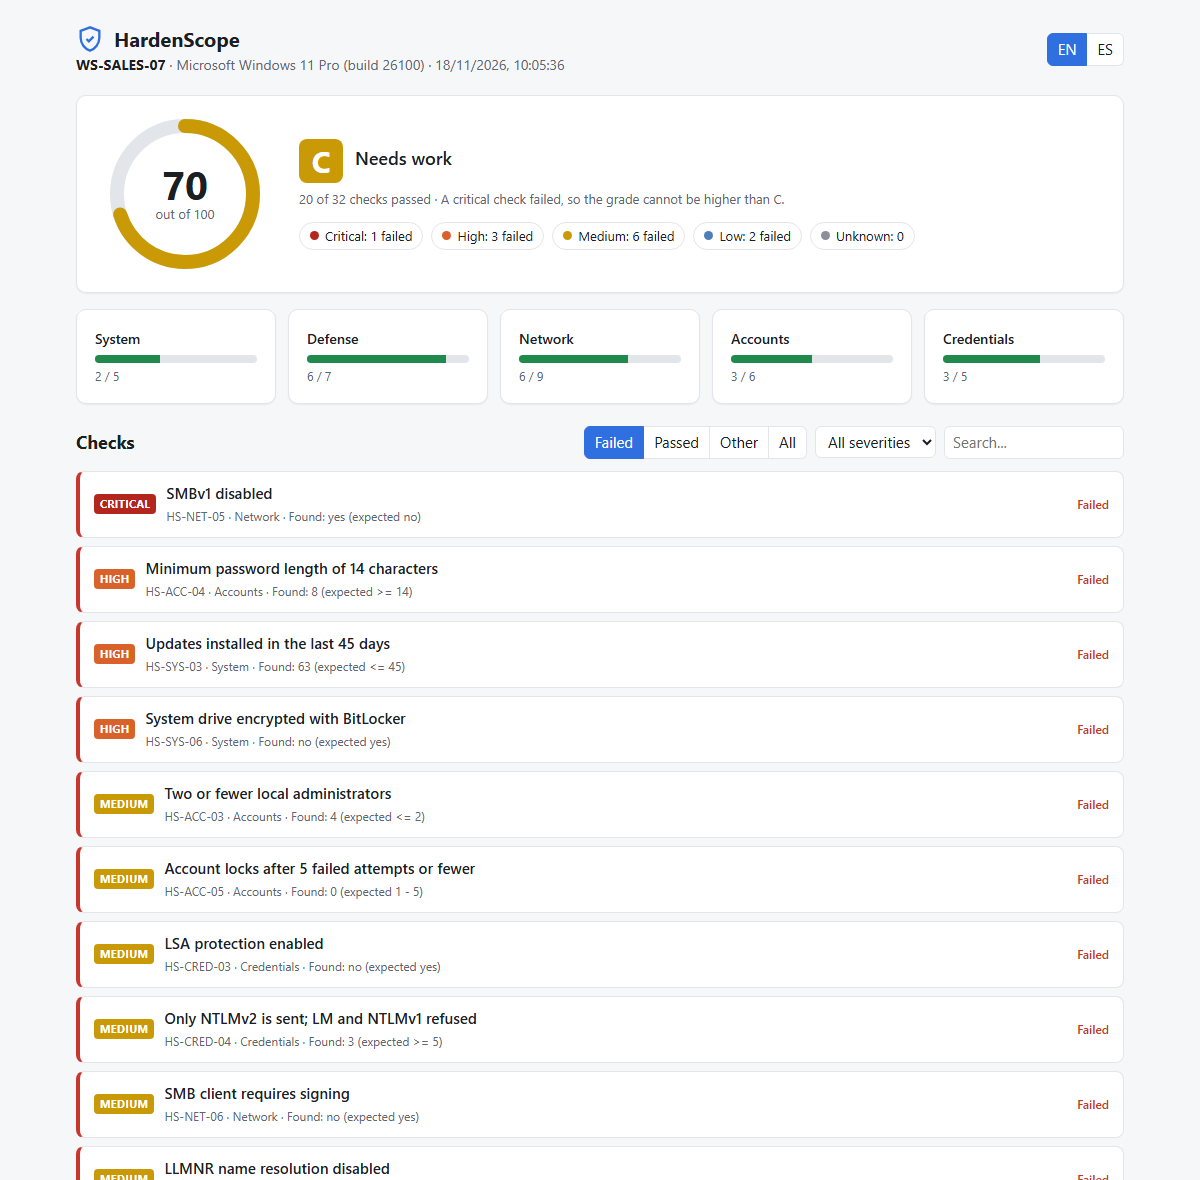 HardenScope
WS-SALES-07 · Microsoft Windows 11 Pro (build 26100) · 18/11/2026, 10:05:36
EN ES
70
out of 100
C Needs work
20 of 32 checks passed · A critical check failed, so the grade cannot be higher than C.
Critical: 1 failed High: 3 failed Medium: 6 failed Low: 2 failed Unknown: 0
System
2 / 5
Defense
6 / 7
Network
6 / 9
Accounts
3 / 6
Credentials
3 / 5
Checks
Failed Passed Other All All severities Search...
CRITICAL SMBv1 disabled
HS-NET-05 · Network · Found: yes (expected no)
Failed
HIGH Minimum password length of 14 characters
HS-ACC-04 · Accounts · Found: 8 (expected >= 14)
Failed
HIGH Updates installed in the last 45 days
HS-SYS-03 · System · Found: 63 (expected <= 45)
Failed
HIGH System drive encrypted with BitLocker
HS-SYS-06 · System · Found: no (expected yes)
Failed
MEDIUM Two or fewer local administrators
HS-ACC-03 · Accounts · Found: 4 (expected <= 2)
Failed
MEDIUM Account locks after 5 failed attempts or fewer
HS-ACC-05 · Accounts · Found: 0 (expected 1 - 5)
Failed
MEDIUM LSA protection enabled
HS-CRED-03 · Credentials · Found: no (expected yes)
Failed
MEDIUM Only NTLMv2 is sent; LM and NTLMv1 refused
HS-CRED-04 · Credentials · Found: 3 (expected >= 5)
Failed
MEDIUM SMB client requires signing
HS-NET-06 · Network · Found: no (expected yes)
Failed
MEDIUM LLMNR name resolution disabled
Failed